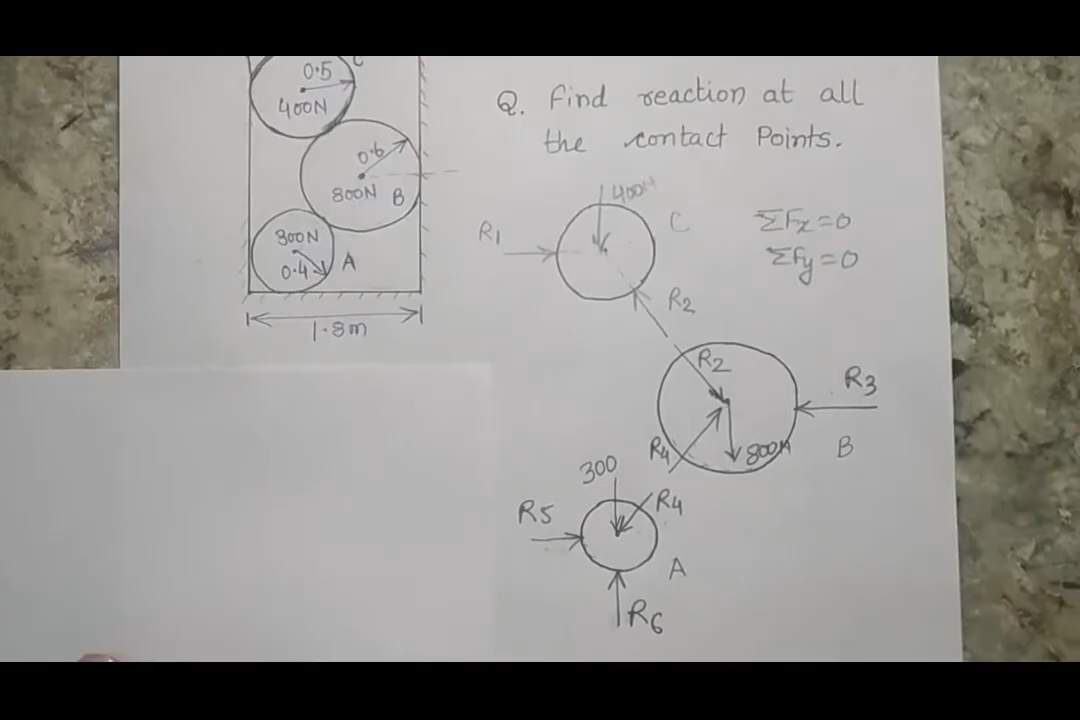 0.5
C
400N
0.6
800N B
300N
0.4 A
1.8m
Q. Find reaction at all
the contact Points.
400N
R1
C
ΣFx=0
ΣFy=0
R2
R2
R3
R4
800N
B
300
R4
R5
A
R6